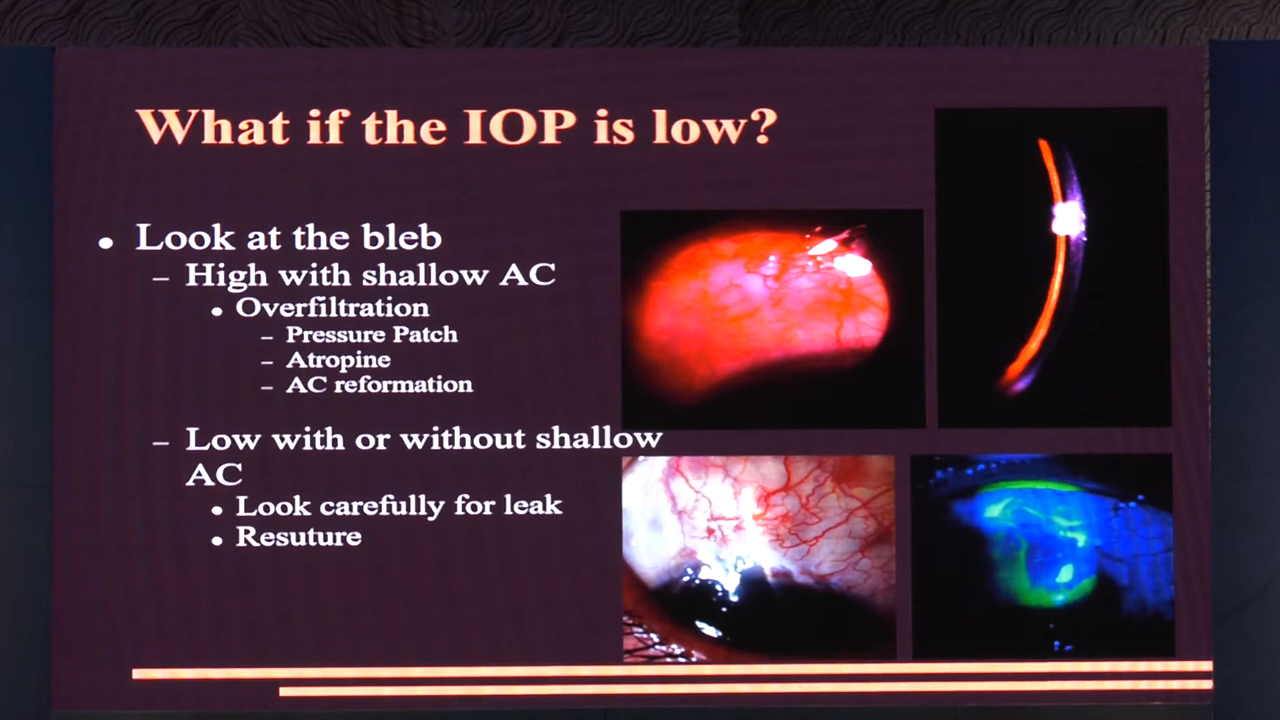 What if the IOP is low?
• Look at the bleb
– High with shallow AC
• Overfiltration
– Pressure Patch
– Atropine
– AC reformation
– Low with or without shallow
AC
• Look carefully for leak
• Resuture